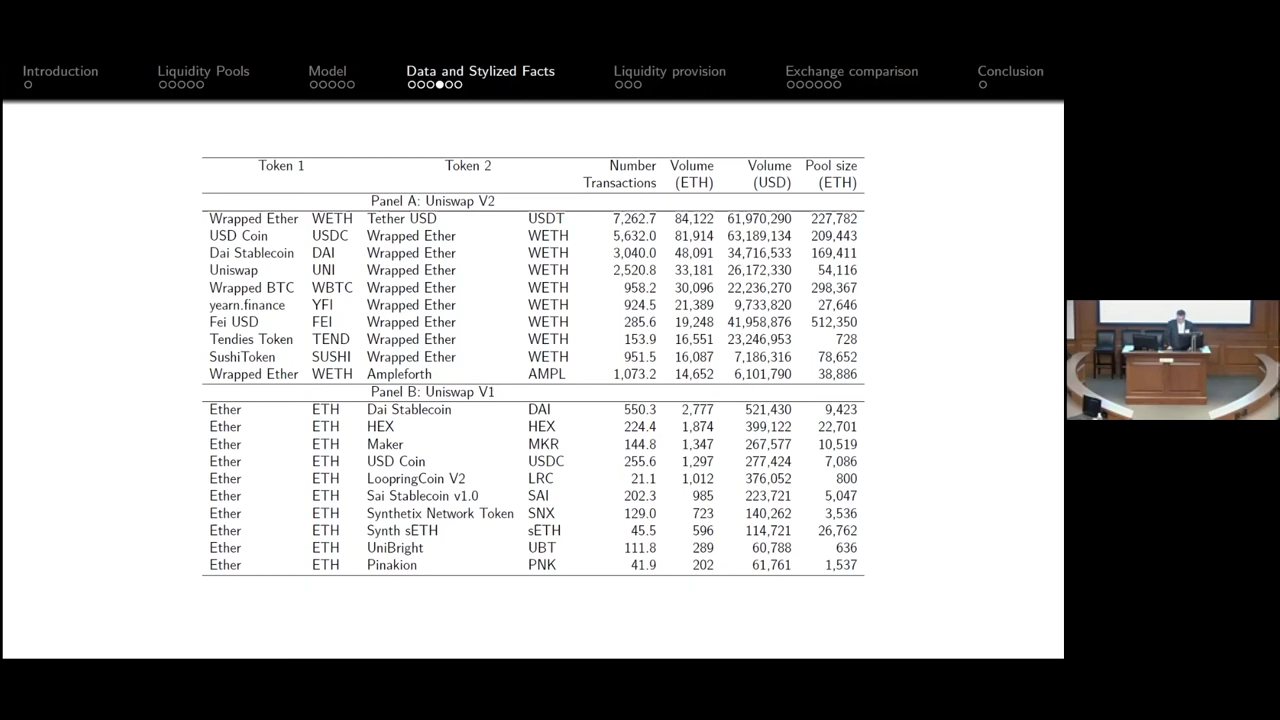 Introduction Liquidity Pools Model Data and Stylized Facts Liquidity provision Exchange comparison Conclusion
Token 1 Token 2 Number Volume Volume Pool size
Transactions (ETH) (USD) (ETH)
Panel A: Uniswap V2
Wrapped Ether WETH Tether USD USDT 7,262.7 84,122 61,970,290 227,782
USD Coin USDC Wrapped Ether WETH 5,632.0 81,914 63,189,134 209,443
Dai Stablecoin DAI Wrapped Ether WETH 3,040.0 48,091 34,716,533 169,411
Uniswap UNI Wrapped Ether WETH 2,520.8 33,181 26,172,330 54,116
Wrapped BTC WBTC Wrapped Ether WETH 958.2 30,096 22,236,270 298,367
yearn.finance YFI Wrapped Ether WETH 924.5 21,389 9,733,820 27,646
Fei USD FEI Wrapped Ether WETH 285.6 19,248 41,958,876 512,350
Tendies Token TEND Wrapped Ether WETH 153.9 16,551 23,246,953 728
SushiToken SUSHI Wrapped Ether WETH 951.5 16,087 7,186,316 78,652
Wrapped Ether WETH Ampleforth AMPL 1,073.2 14,652 6,101,790 38,886
Panel B: Uniswap V1
Ether ETH Dai Stablecoin DAI 550.3 2,777 521,430 9,423
Ether ETH HEX HEX 224.4 1,874 399,122 22,701
Ether ETH Maker MKR 144.8 1,347 267,577 10,519
Ether ETH USD Coin USDC 255.6 1,297 277,424 7,086
Ether ETH LoopringCoin V2 LRC 21.1 1,012 376,052 800
Ether ETH Sai Stablecoin v1.0 SAI 202.3 985 223,721 5,047
Ether ETH Synthetix Network Token SNX 129.0 723 140,262 3,536
Ether ETH Synth sETH sETH 45.5 596 114,721 26,762
Ether ETH UniBright UBT 111.8 289 60,788 636
Ether ETH Pinakion PNK 41.9 202 61,761 1,537